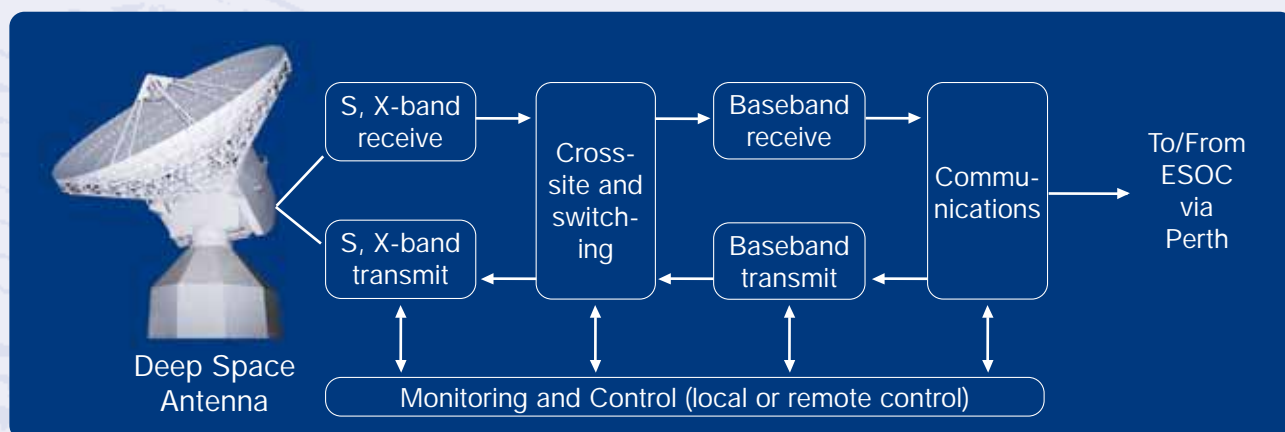 S, X-band
receive
Cross-
site and
switch-
ing
Baseband
receive
Commu-
nications
To/From
ESOC
via
Perth
S, X-band
transmit
Baseband
transmit
Deep Space
Antenna
Monitoring and Control (local or remote control)